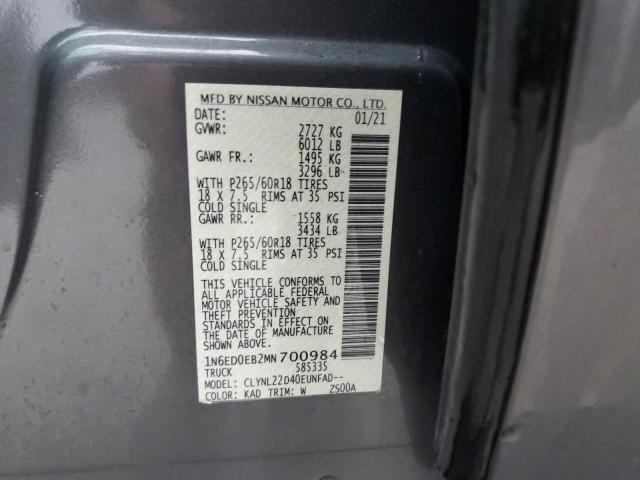 MFD BY NISSAN MOTOR CO., LTD.
DATE: 01/21
GVWR: 2727 KG
6012 LB
GAWR FR.: 1495 KG
3296 LB
WITH P265/60R18 TIRES
18 X 7.5 RIMS AT 35 PSI
COLD SINGLE
GAWR RR.: 1558 KG
3434 LB
WITH P265/60R18 TIRES
18 X 7.5 RIMS AT 35 PSI
COLD SINGLE
THIS VEHICLE CONFORMS TO
ALL APPLICABLE FEDERAL
MOTOR VEHICLE SAFETY AND
THEFT PREVENTION
STANDARDS IN EFFECT ON
THE DATE OF MANUFACTURE
SHOWN ABOVE.
1N6ED0EB2MN700984
TRUCK 585335
MODEL: CLYNL22D40EUNFAD--
COLOR: KAD TRIM: W ZS00A